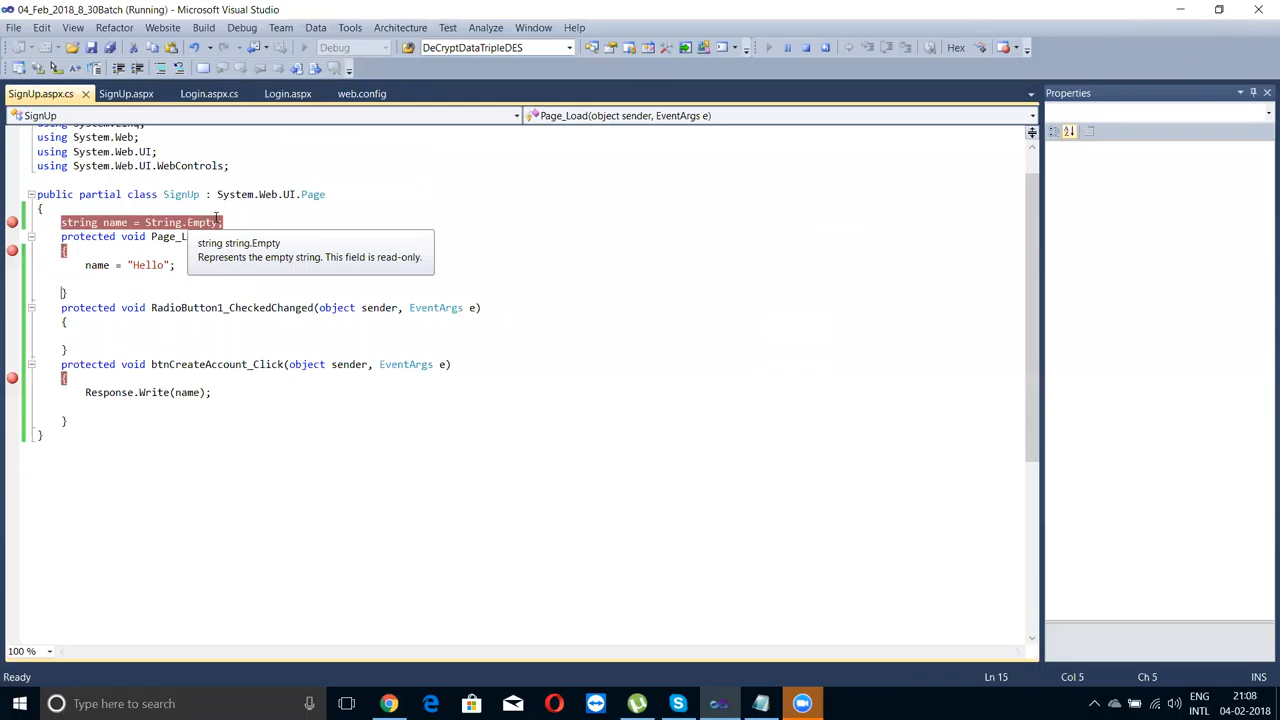 04_Feb_2018_8_30Batch (Running) - Microsoft Visual Studio
File Edit View Refactor Website Build Debug Team Data Tools Architecture Test Analyze Window Help
Debug DeCryptDataTripleDES Hex
SignUp.aspx.cs SignUp.aspx Login.aspx.cs Login.aspx web.config Properties
SignUp Page_Load(object sender, EventArgs e)
using System.Linq;
using System.Web;
using System.Web.UI;
using System.Web.UI.WebControls;
public partial class SignUp : System.Web.UI.Page
{
string name = String.Empty;
protected void Page_L
string string.Empty
Represents the empty string. This field is read-only.
{
name = "Hello";
}
protected void RadioButton1_CheckedChanged(object sender, EventArgs e)
{
}
protected void btnCreateAccount_Click(object sender, EventArgs e)
{
Response.Write(name);
}
}
100 %
Ready Ln 15 Col 5 Ch 5 INS
Type here to search
ENG 21:08
INTL 04-02-2018